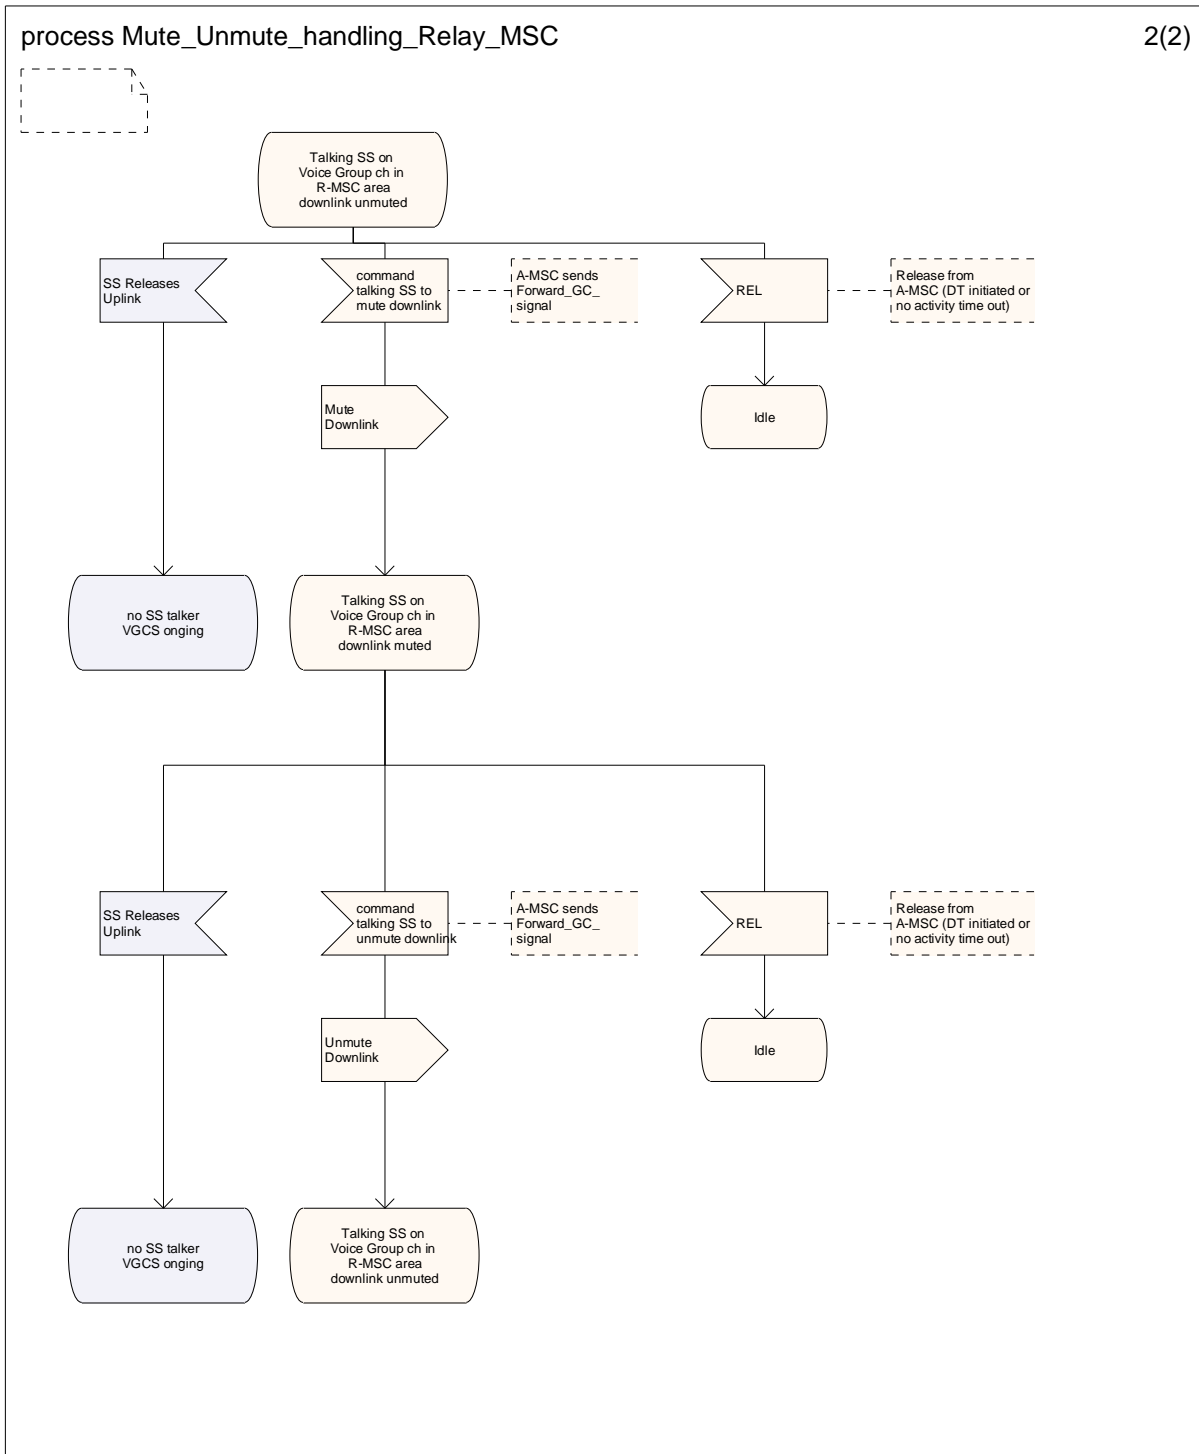 process Mute_Unmute_handling_Relay_MSC
2(2)
Talking SS on
Voice Group ch in
R-MSC area
downlink unmuted
SS Releases
Uplink
command
talking SS to
mute downlink
A-MSC sends
Forward_GC_
signal
REL
Release from
A-MSC (DT initiated or
no activity time out)
Mute
Downlink
Idle
no SS talker
VGCS onging
Talking SS on
Voice Group ch in
R-MSC area
downlink muted
SS Releases
Uplink
command
talking SS to
unmute downlink
A-MSC sends
Forward_GC_
signal
REL
Release from
A-MSC (DT initiated or
no activity time out)
Unmute
Downlink
Idle
no SS talker
VGCS onging
Talking SS on
Voice Group ch in
R-MSC area
downlink unmuted